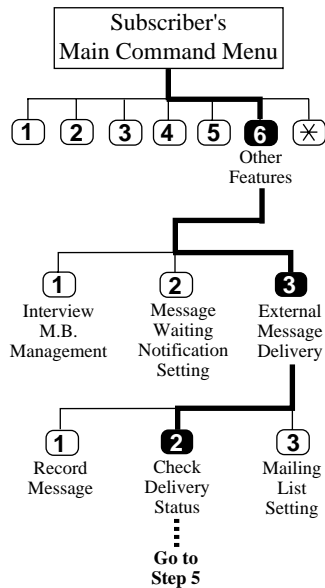 Subscriber's
Main Command Menu
1 2 3 4 5 6 ✳
Other
Features
1 2 3
Interview
M.B.
Management
Message
Waiting
Notification
Setting
External
Message
Delivery
1 2 3
Record
Message
Check
Delivery
Status
Mailing
List
Setting
Go to
Step 5